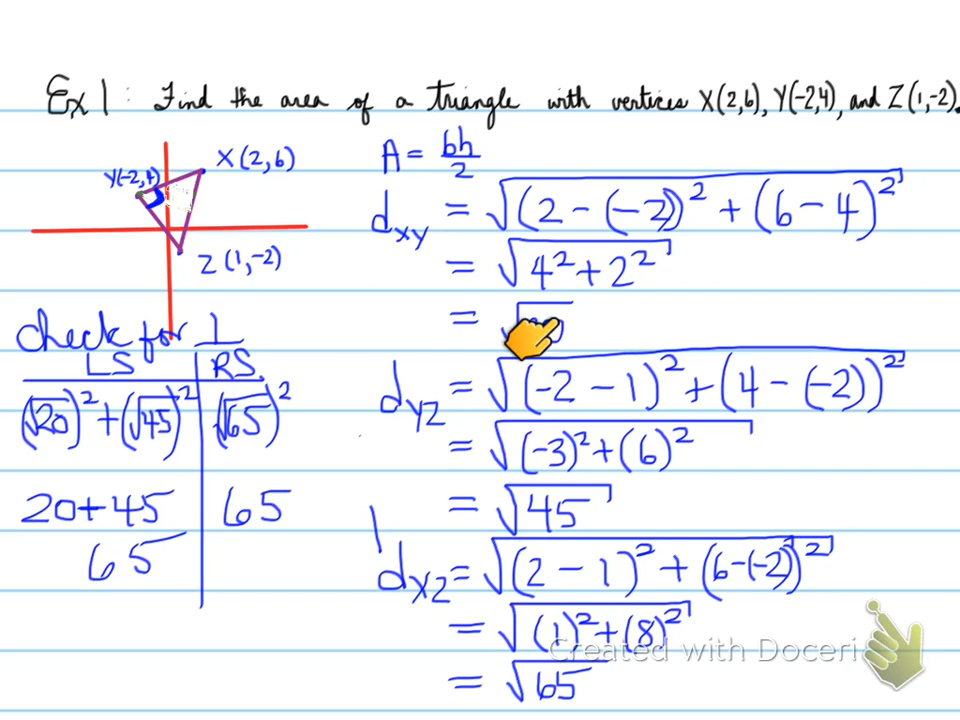 Ex 1: Find the area of a triangle with vertices X(2,6), Y(-2,4), and Z(1,-2).
X(2,6)
Y(-2,4)
Z(1,-2)
A = bh/2
d_XY = √((2-(-2))² + (6-4)²
= √(4² + 2²)
d_YZ = √((-2-1)² + (4-(-2))²
= √((-3)² + (6)²
= √45
d_XZ = √((2-1)² + (6-(-2))²
= √((1)² + (8)²
= √65
Check for ⊥
LS | RS
(√20)² + (√45)² | (√65)²
20+45 | 65
65
Created with Doceri